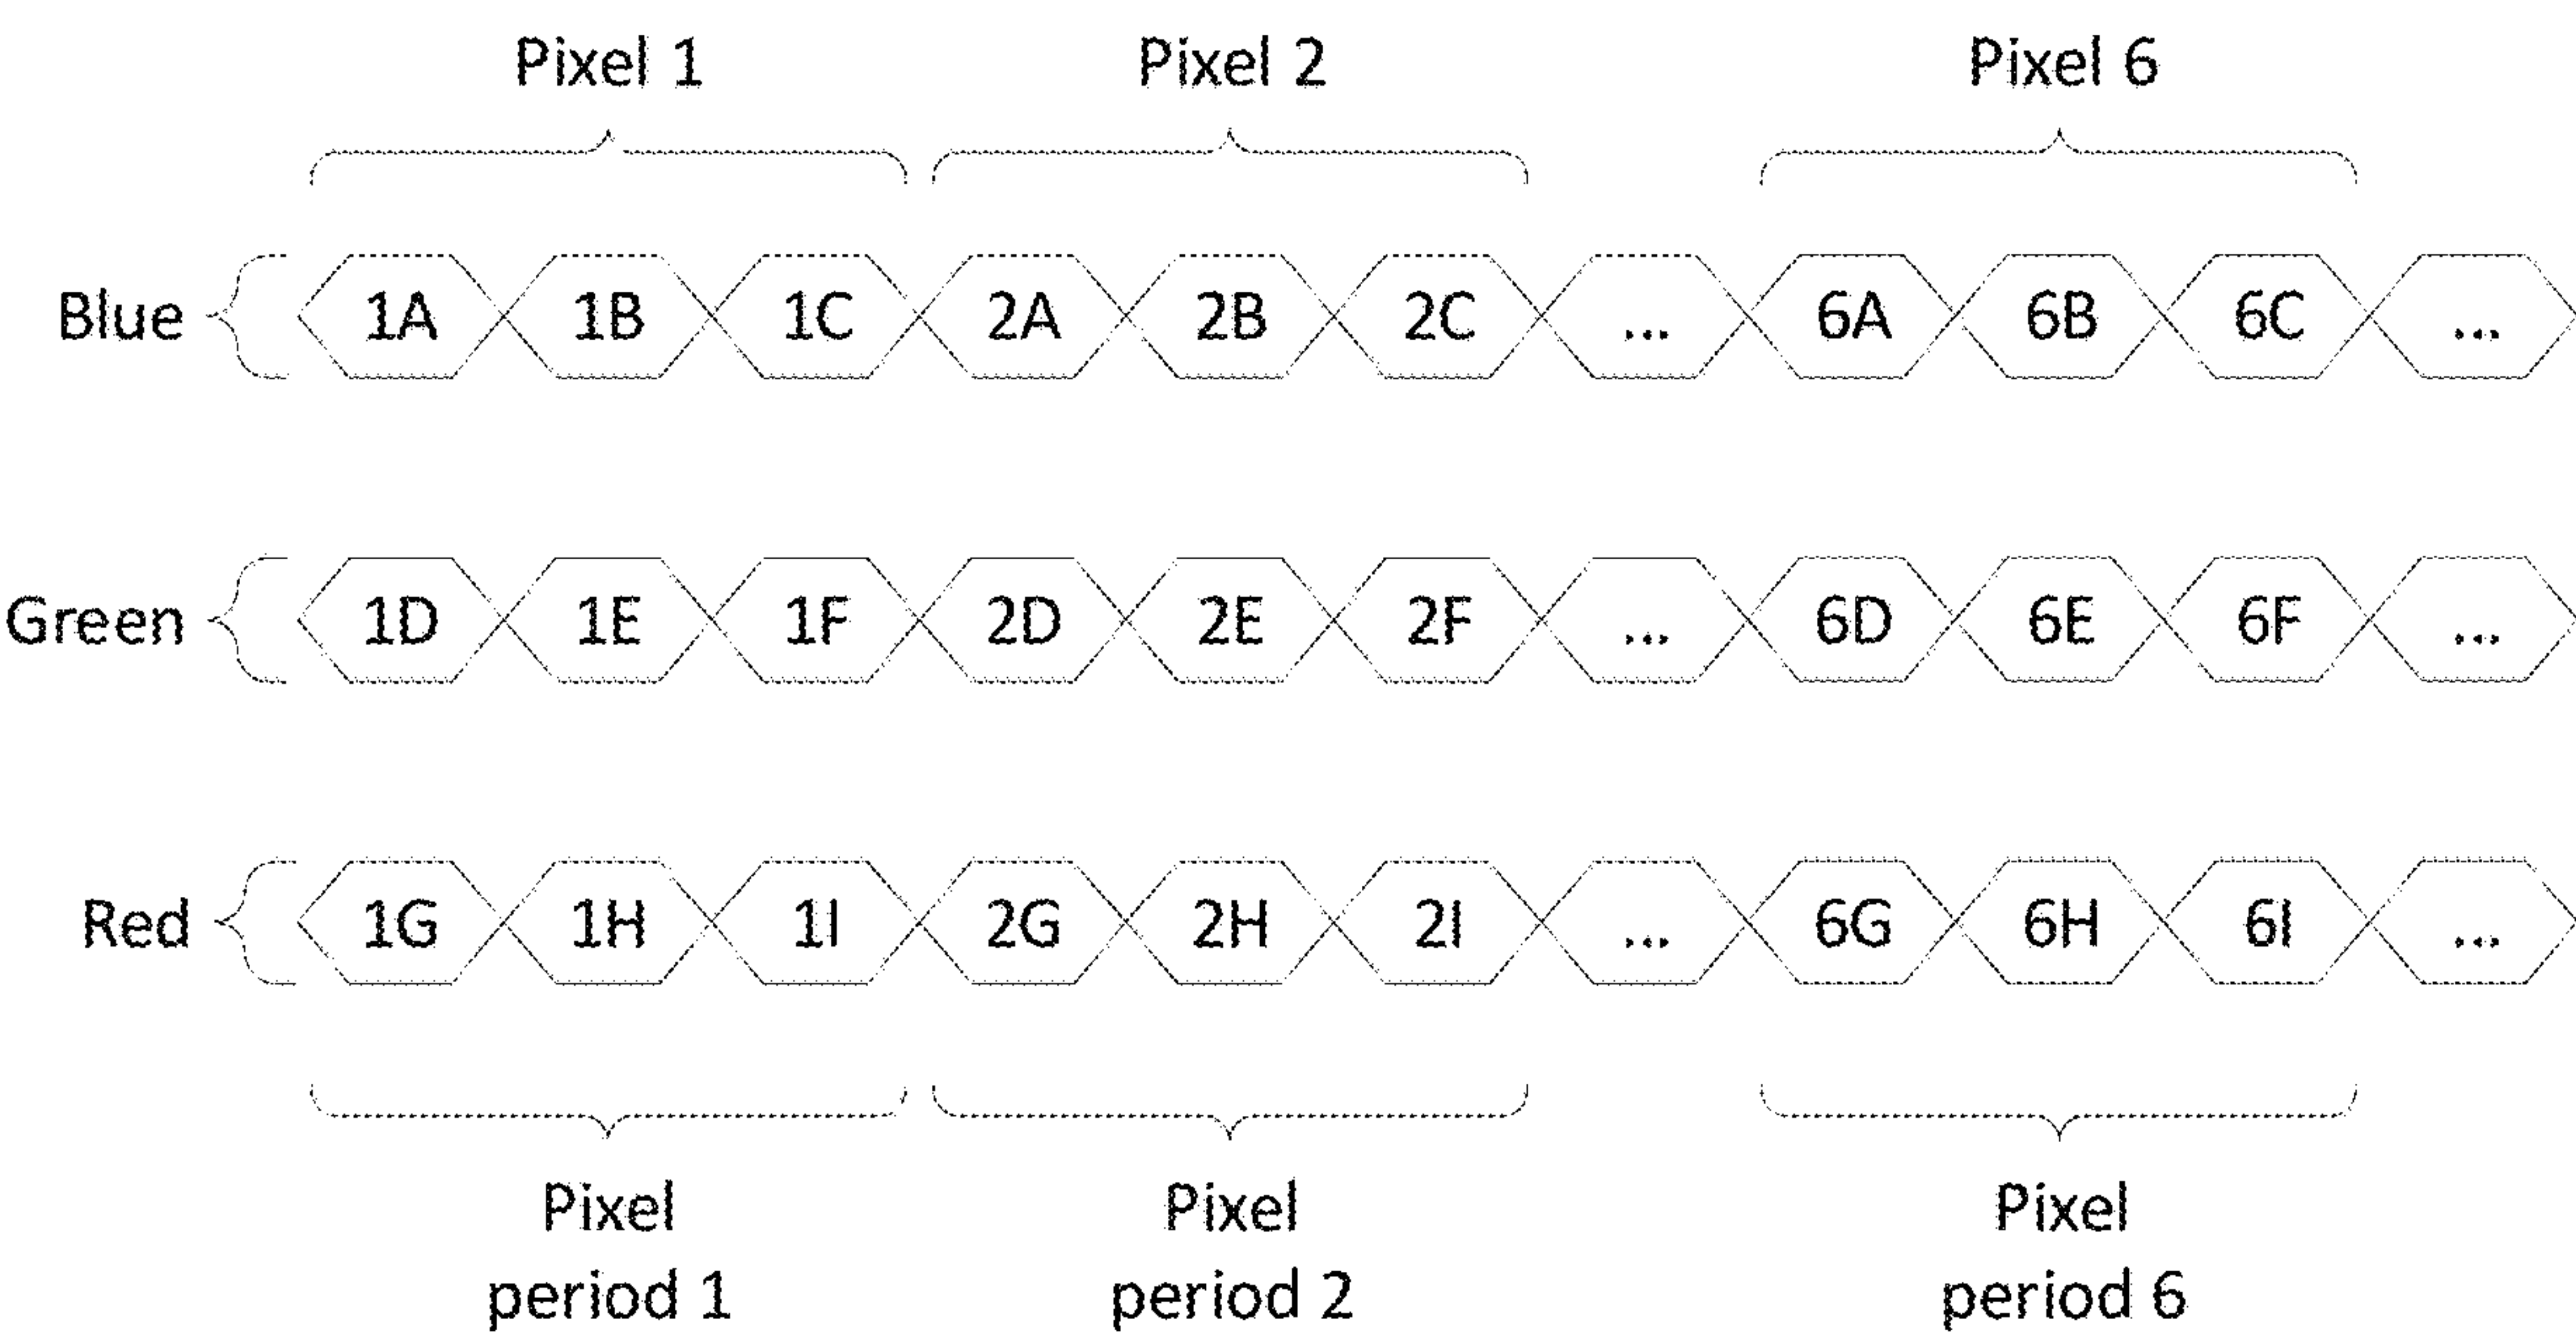 Pixel 1 Pixel 2 Pixel 6
Blue 1A 1B 1C 2A 2B 2C ... 6A 6B 6C ...
Green 1D 1E 1F 2D 2E 2F ... 6D 6E 6F ...
Red 1G 1H 1I 2G 2H 2I ... 6G 6H 6I ...
Pixel Pixel Pixel
period 1 period 2 period 6